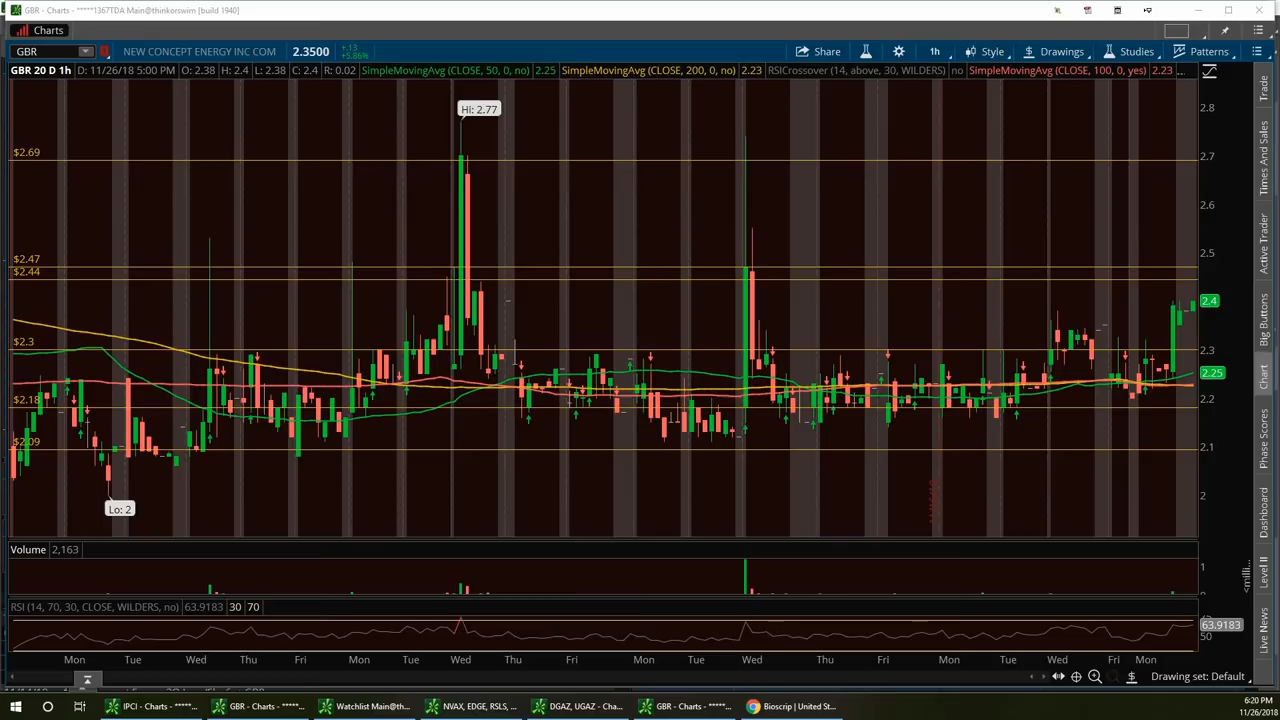 GBR - Charts - *****1367TDA Main@thinkorswim [build 1940]
Charts
GBR NEW CONCEPT ENERGY INC COM 2.3500 +.13 +5.86% Share 1h Style Drawings Studies Patterns
GBR 20 D 1h D: 11/26/18 5:00 PM O: 2.38 H: 2.4 L: 2.38 C: 2.4 R: 0.02 SimpleMovingAvg (CLOSE, 50, 0, no) 2.25 SimpleMovingAvg (CLOSE, 200, 0, no) 2.23 RSICrossover (14, above, 30, WILDERS) no SimpleMovingAvg (CLOSE, 100, 0, yes) 2.23 ...
Hi: 2.77
2.8
$2.69
2.7
2.6
$2.47
2.5
$2.44
2.4
$2.3
2.3
2.25
$2.18
2.2
$2.09
2.1
Lo: 2
2
Volume 2,163
1
0
<milli...
RSI (14, 70, 30, CLOSE, WILDERS, no) 63.9183 30 70
63.9183
50
Mon Tue Wed Thu Fri Mon Tue Wed Thu Fri Mon Tue Wed Thu Fri Mon Tue Wed Fri Mon
Drawing set: Default
Trade
Times And Sales
Active Trader
Big Buttons
Chart
Phase Scores
Dashboard
Level II
Live News
IPCI - Charts - *****...
GBR - Charts - ****...
Watchlist Main@th...
NVAX, EDGE, RSLS, ...
DGAZ, UGAZ - Cha...
GBR - Charts - ****...
Bioscrip | United St...
6:20 PM
11/26/2018